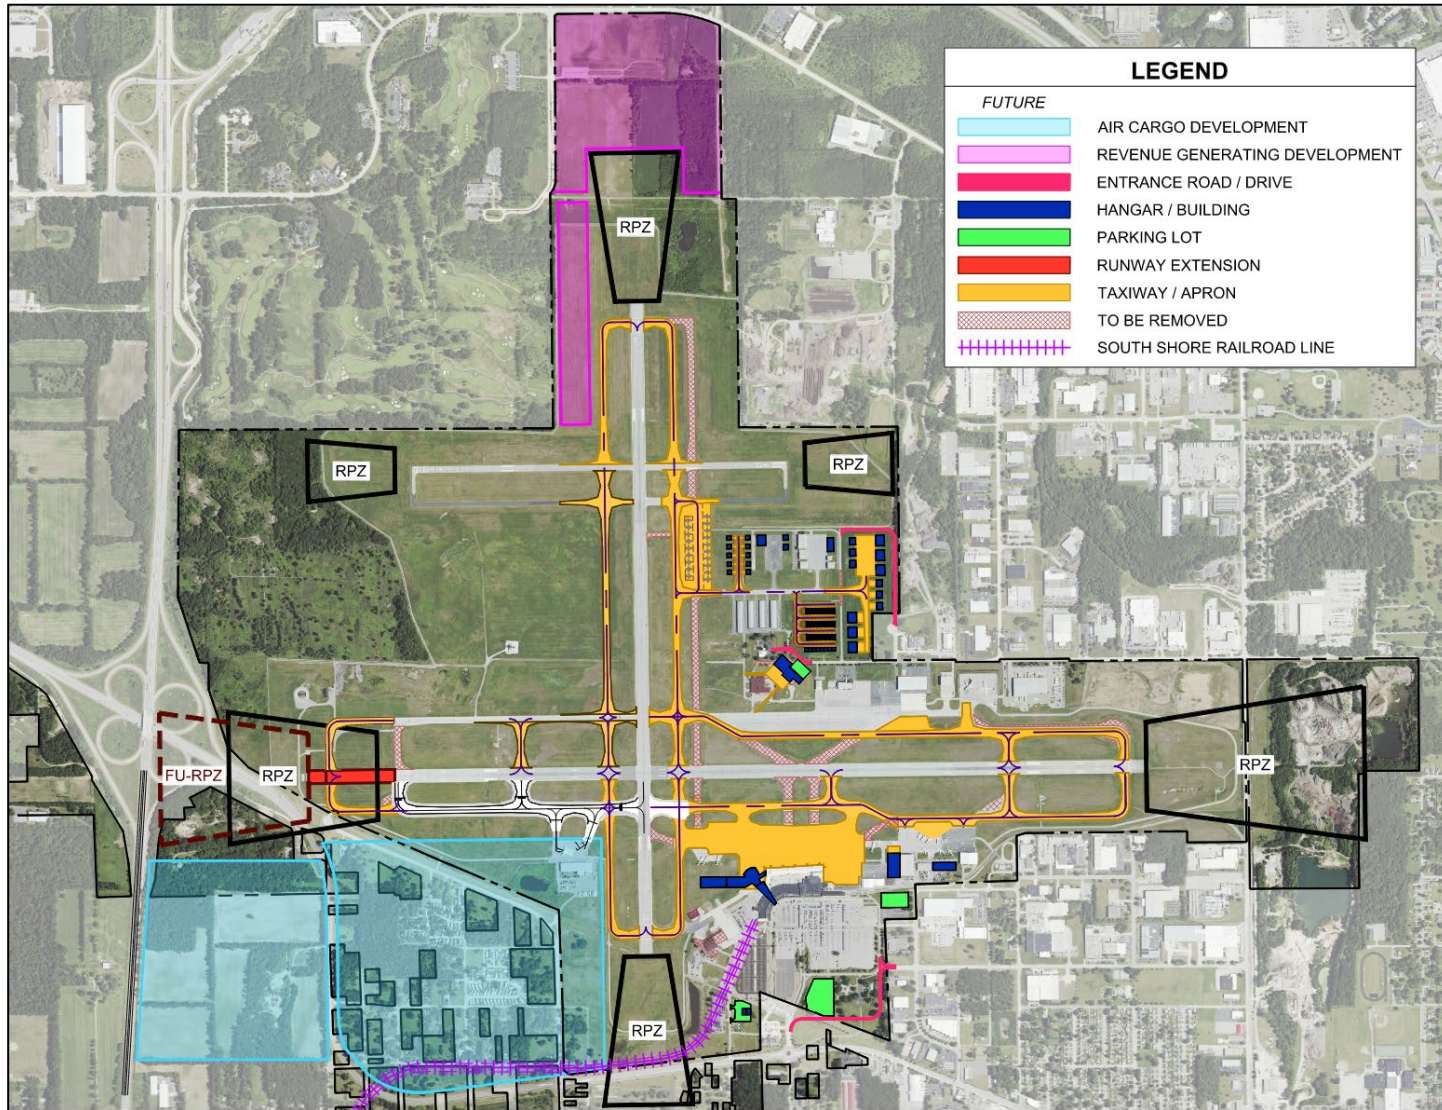 LEGEND
FUTURE
AIR CARGO DEVELOPMENT
REVENUE GENERATING DEVELOPMENT
ENTRANCE ROAD / DRIVE
HANGAR / BUILDING
PARKING LOT
RUNWAY EXTENSION
TAXIWAY / APRON
TO BE REMOVED
SOUTH SHORE RAILROAD LINE
RPZ
RPZ
RPZ
FU-RPZ
RPZ
RPZ
RPZ